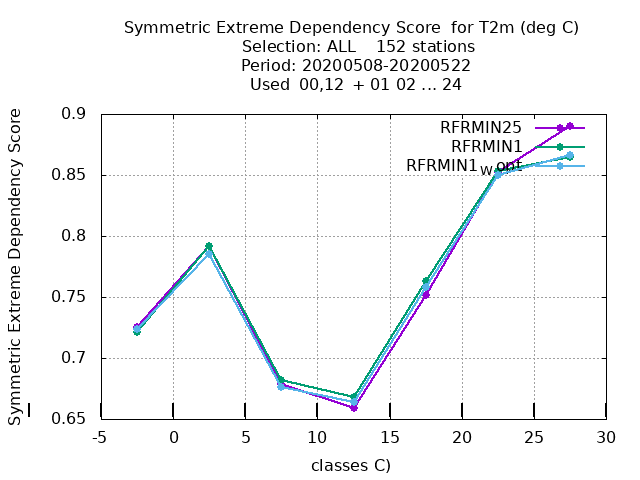 Symmetric Extreme Dependency Score for T2m (deg C)
Selection: ALL 152 stations
Period: 20200508-20200522
Used 00,12 + 01 02 ... 24
Symmetric Extreme Dependency Score
0.9
0.85
0.8
0.75
0.7
0.65
RFRMIN25
RFRMIN1
RFRMIN1wopt
-5 0 5 10 15 20 25 30
classes C)